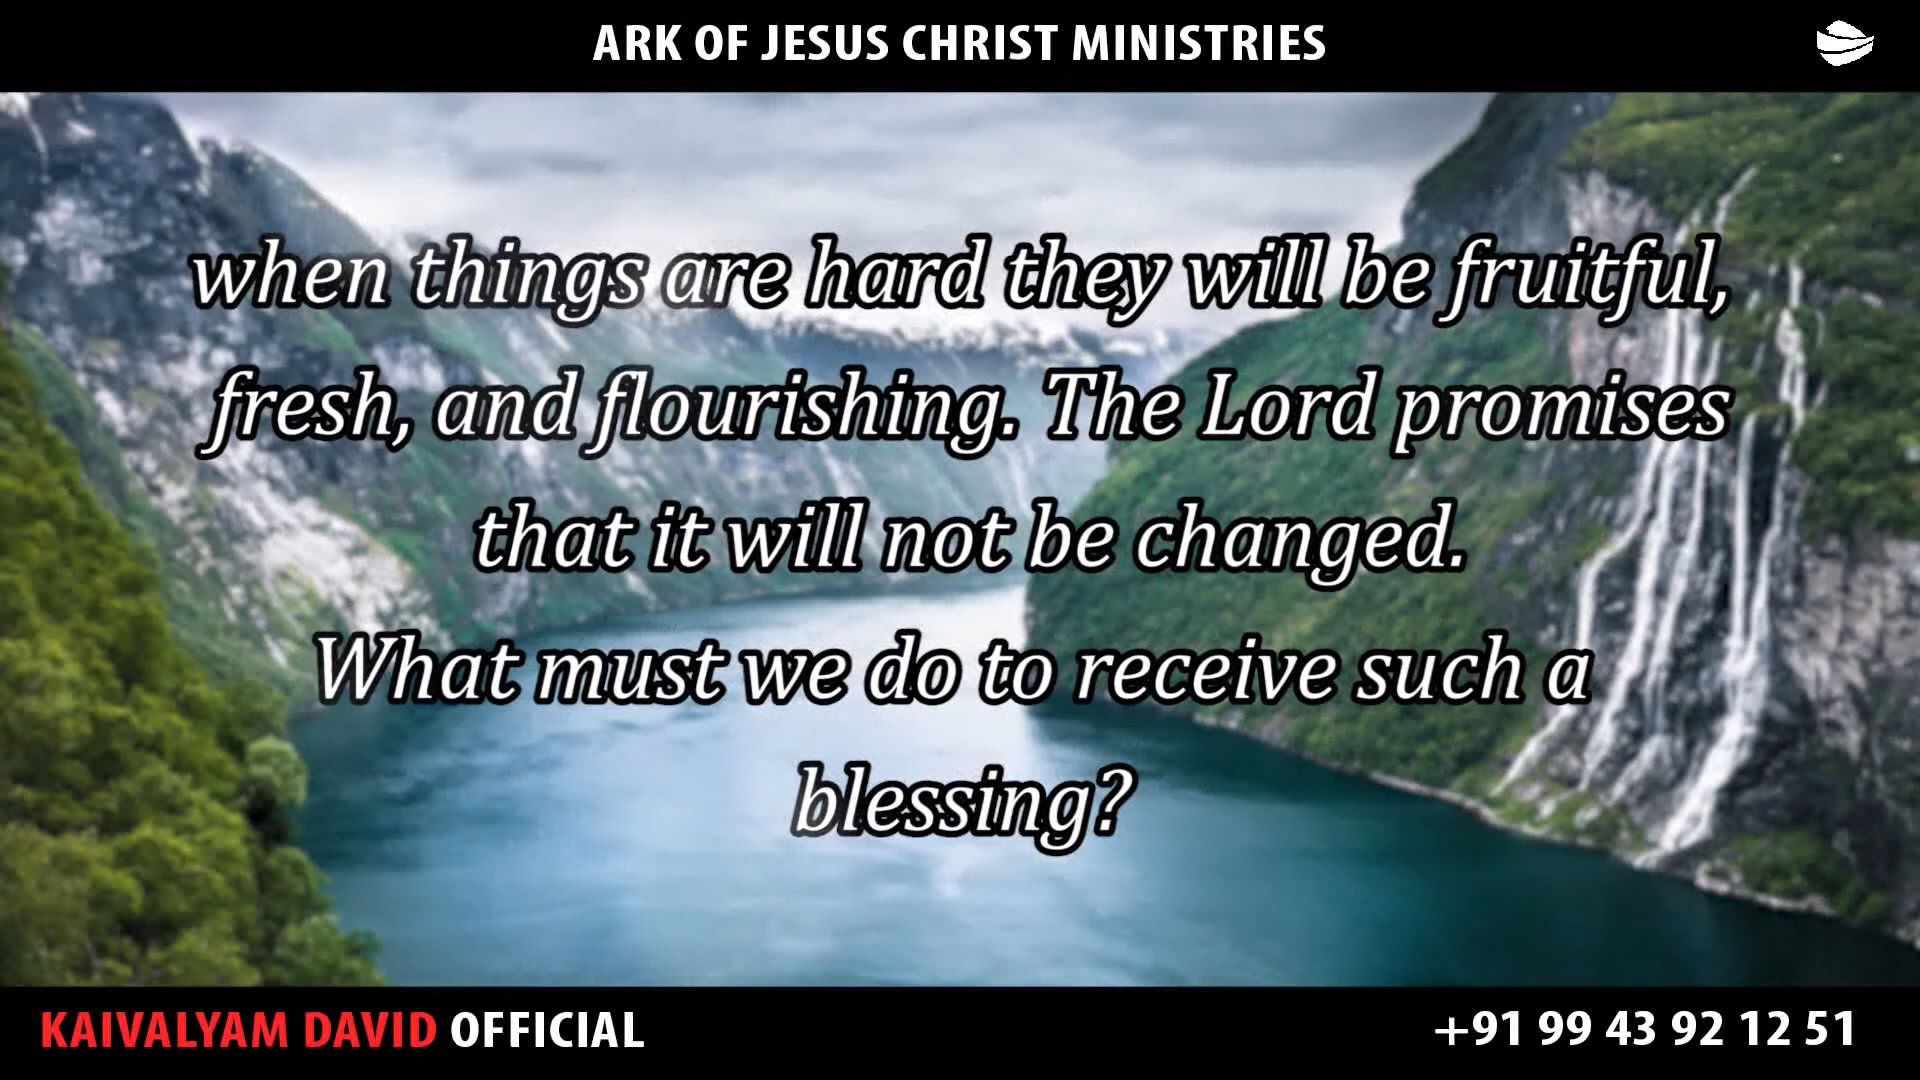 ARK OF JESUS CHRIST MINISTRIES
when things are hard they will be fruitful,
fresh, and flourishing. The Lord promises
that it will not be changed.
What must we do to receive such a
blessing?
KAIVALYAM DAVID OFFICIAL
+91 99 43 92 12 51